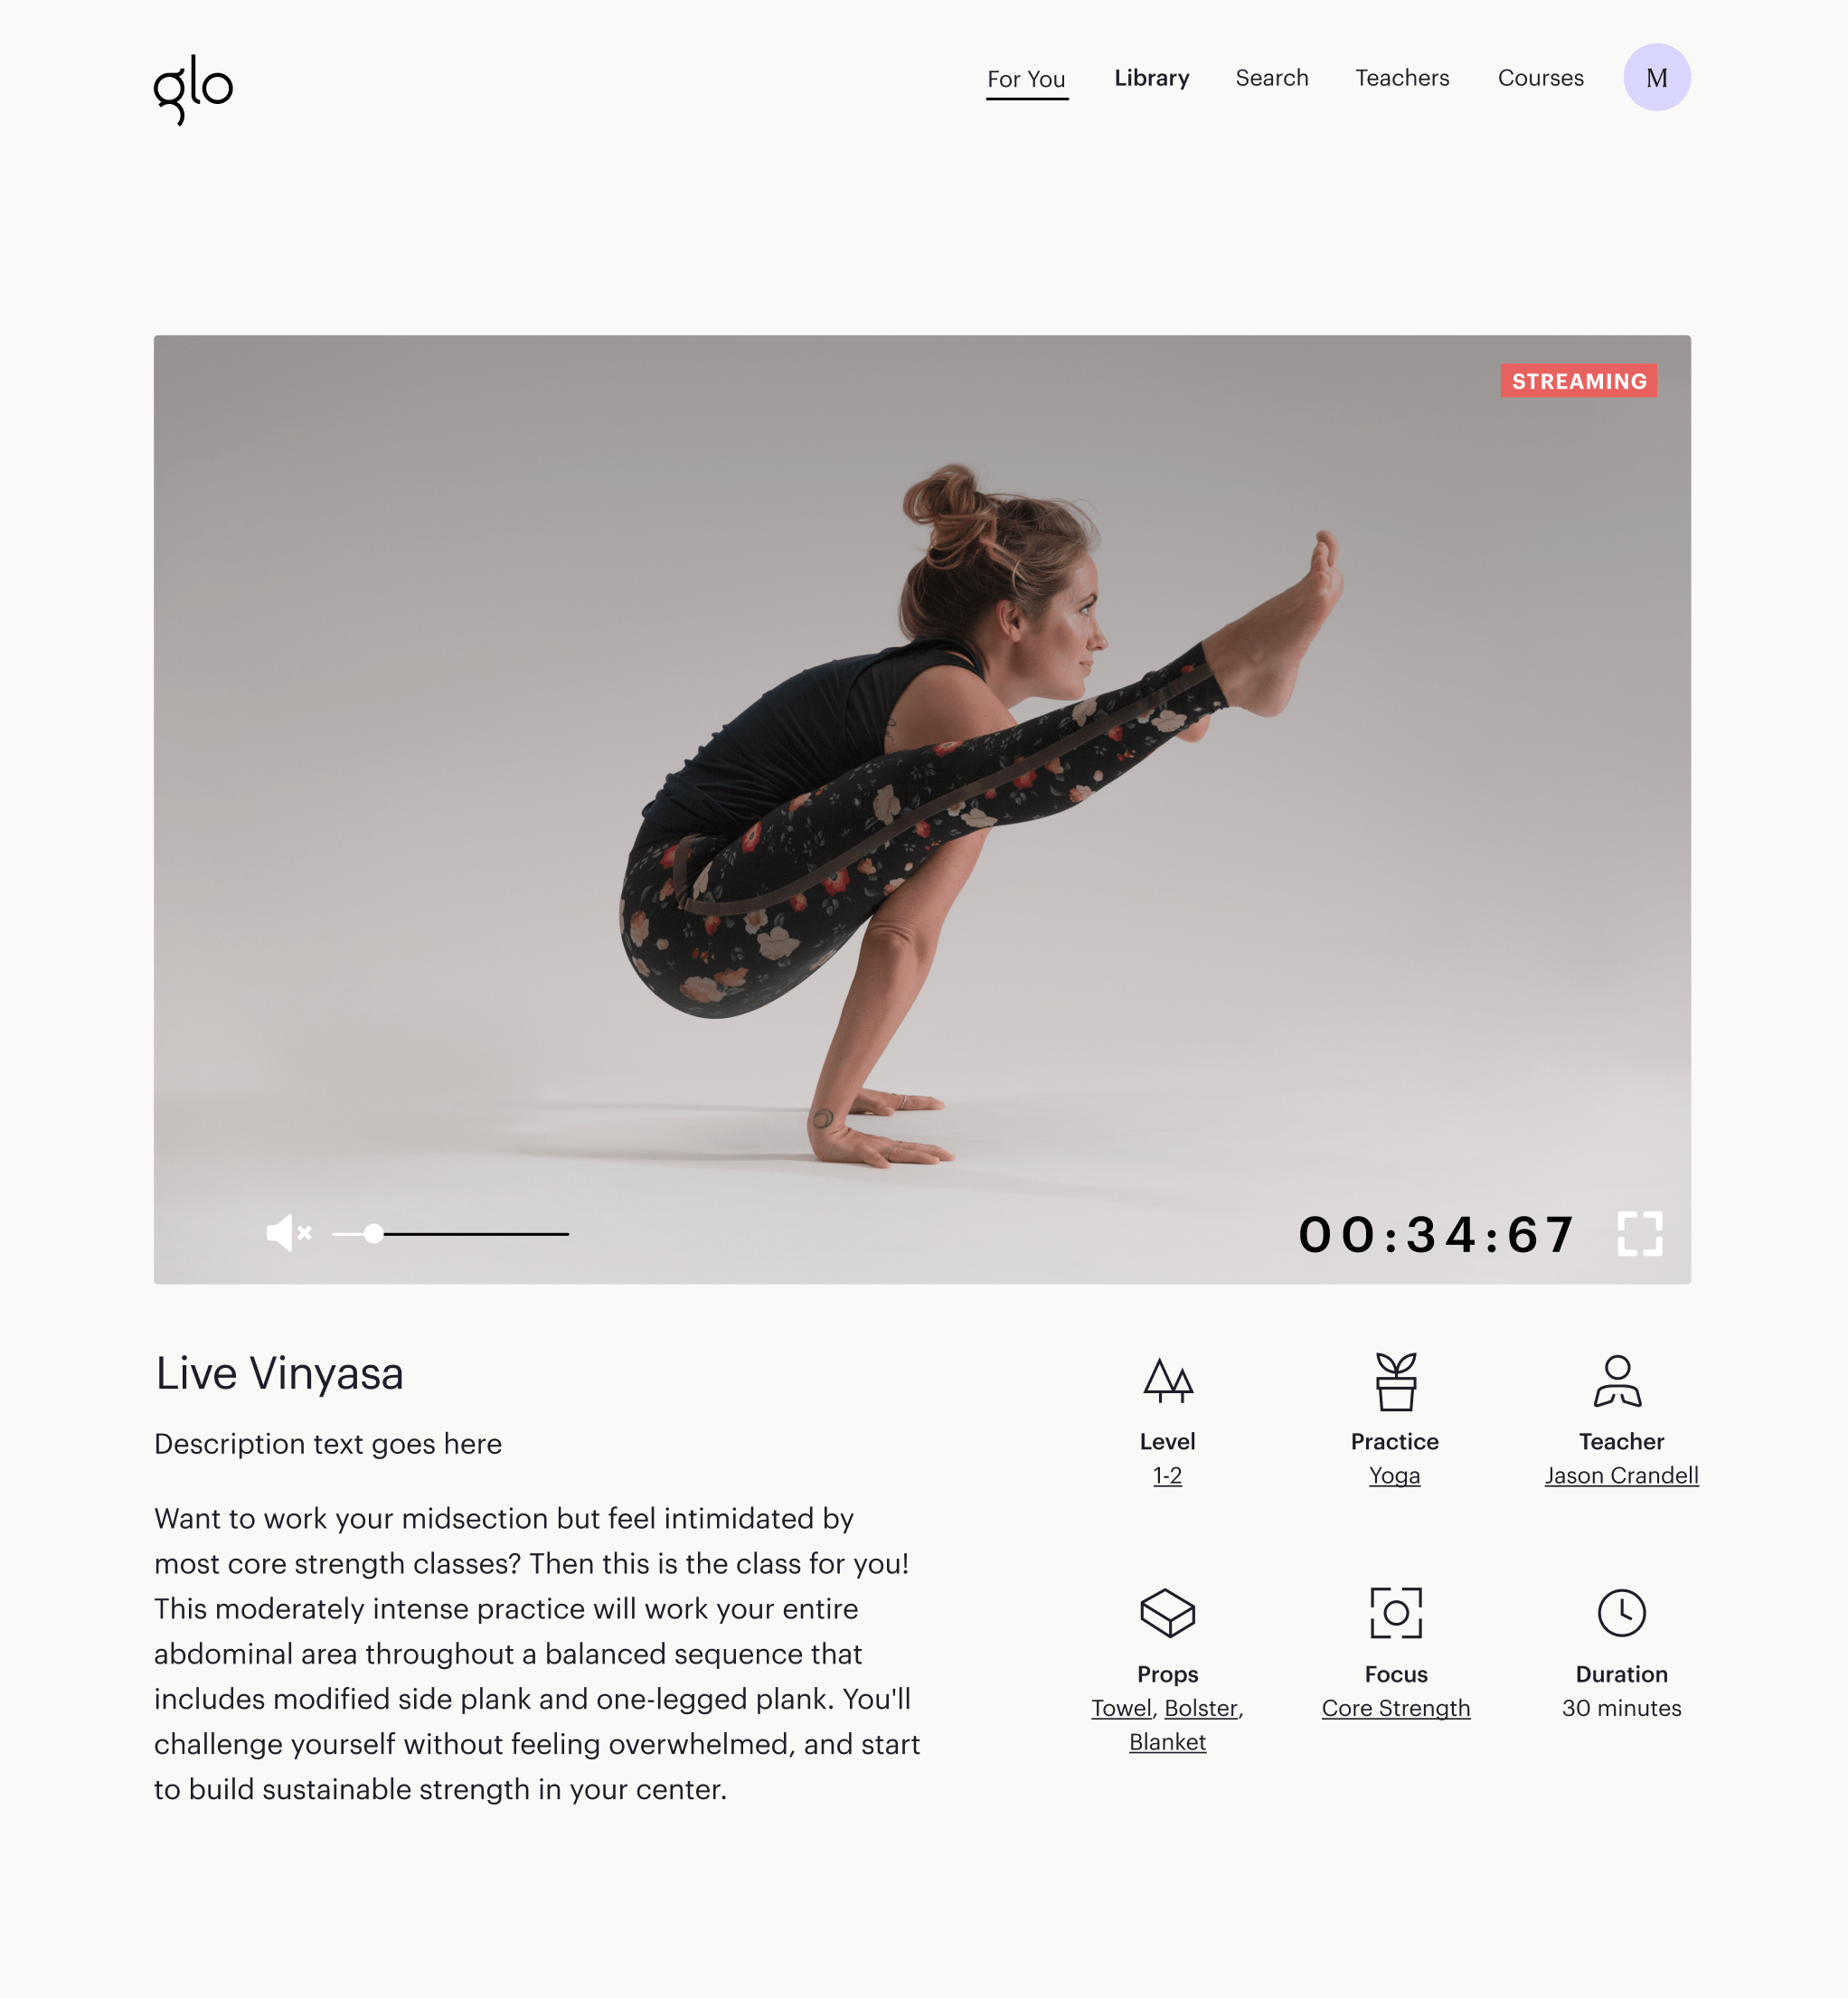 glo
For You Library Search Teachers Courses M
STREAMING
00:34:67
Live Vinyasa
Description text goes here
Want to work your midsection but feel intimidated by
most core strength classes? Then this is the class for you!
This moderately intense practice will work your entire
abdominal area throughout a balanced sequence that
includes modified side plank and one-legged plank. You'll
challenge yourself without feeling overwhelmed, and start
to build sustainable strength in your center.
Level
1-2
Practice
Yoga
Teacher
Jason Crandell
Props
Towel, Bolster,
Blanket
Focus
Core Strength
Duration
30 minutes